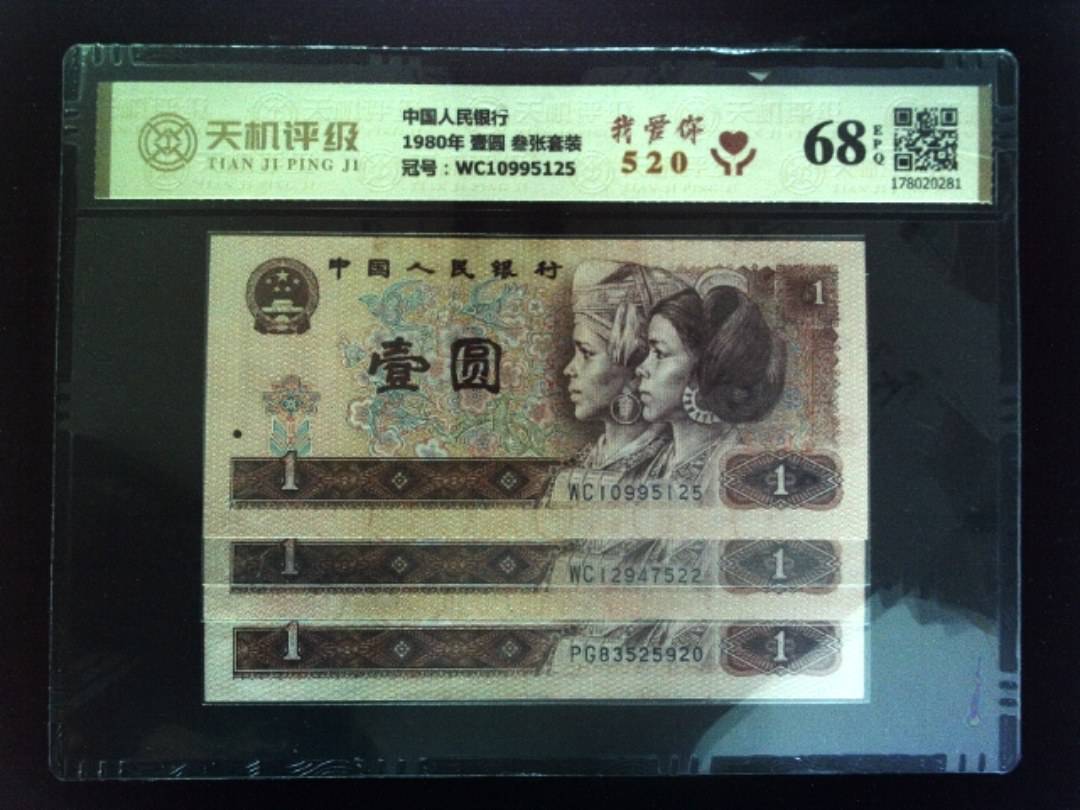 天机评级
TIAN JI PING JI
中国人民银行
1980年 壹圆 叁张套装
冠号：WC10995125
我爱你
520
68
EPQ
178020281
中国人民银行
1
壹圆
1
WC10995125
1
1
WC12947522
1
1
PG83525920
1